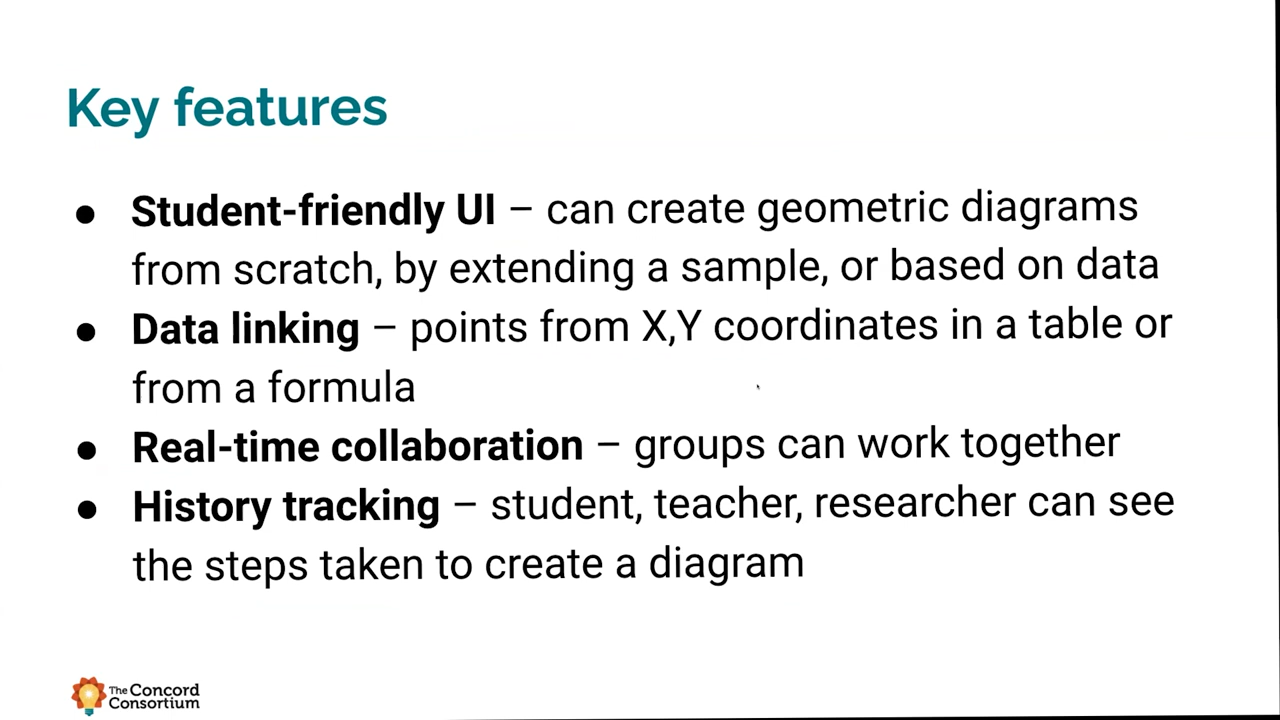 Key features
● Student-friendly UI – can create geometric diagrams
from scratch, by extending a sample, or based on data
● Data linking – points from X,Y coordinates in a table or
from a formula
● Real-time collaboration – groups can work together
● History tracking – student, teacher, researcher can see
the steps taken to create a diagram
The Concord
Consortium